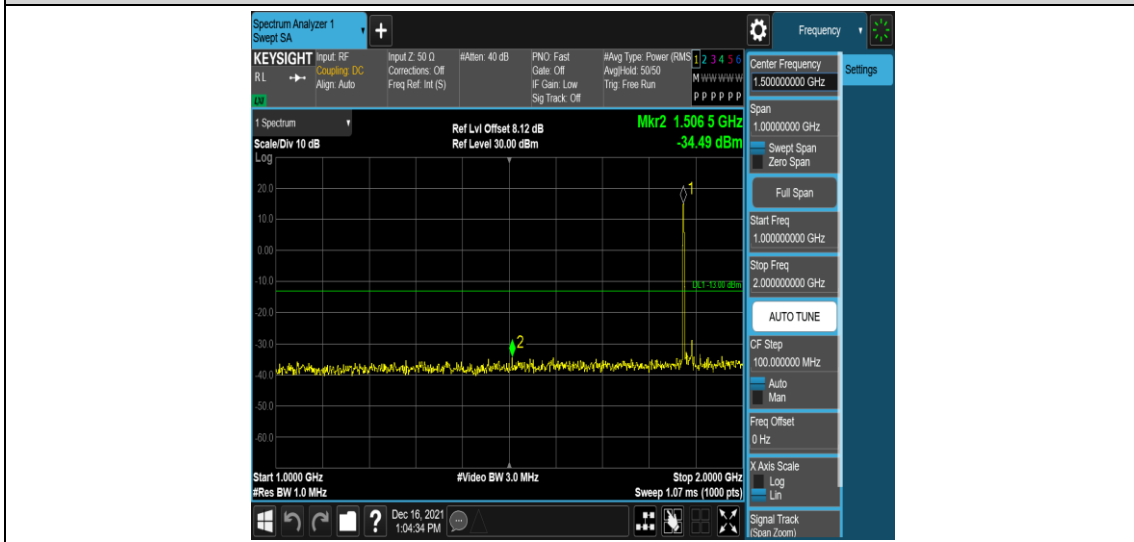 Spectrum Analyzer 1
Swept SA
+
Frequency
KEYSIGHT
RL
LXI
Input: RF
Coupling: DC
Align: Auto
Input Z: 50 Ω
Corrections: Off
Freq Ref: Int (S)
#Atten: 40 dB
PNO: Fast
Gate: Off
IF Gain: Low
Sig Track: Off
#Avg Type: Power (RMS
Avg|Hold: 50/50
Trig: Free Run
1 2 3 4 5 6
M W W W W W
P P P P P P
1 Spectrum
Scale/Div 10 dB
Log
Ref Lvl Offset 8.12 dB
Ref Level 30.00 dBm
Mkr2 1.506 5 GHz
-34.49 dBm
20.0
10.0
0.00
-10.0
-20.0
-30.0
-40.0
-50.0
-60.0
1
DL1 -13.00 dBm
2
Start 1.0000 GHz
#Res BW 1.0 MHz
#Video BW 3.0 MHz
Stop 2.0000 GHz
Sweep 1.07 ms (1000 pts)
Center Frequency
1.50000000 GHz
Settings
Span
1.00000000 GHz
Swept Span
Zero Span
Full Span
Start Freq
1.000000000 GHz
Stop Freq
2.000000000 GHz
AUTO TUNE
CF Step
100.000000 MHz
Auto
Man
Freq Offset
0 Hz
X Axis Scale
Log
Lin
Signal Track
(Span Zoom)
?
Dec 16, 2021
1:04:34 PM